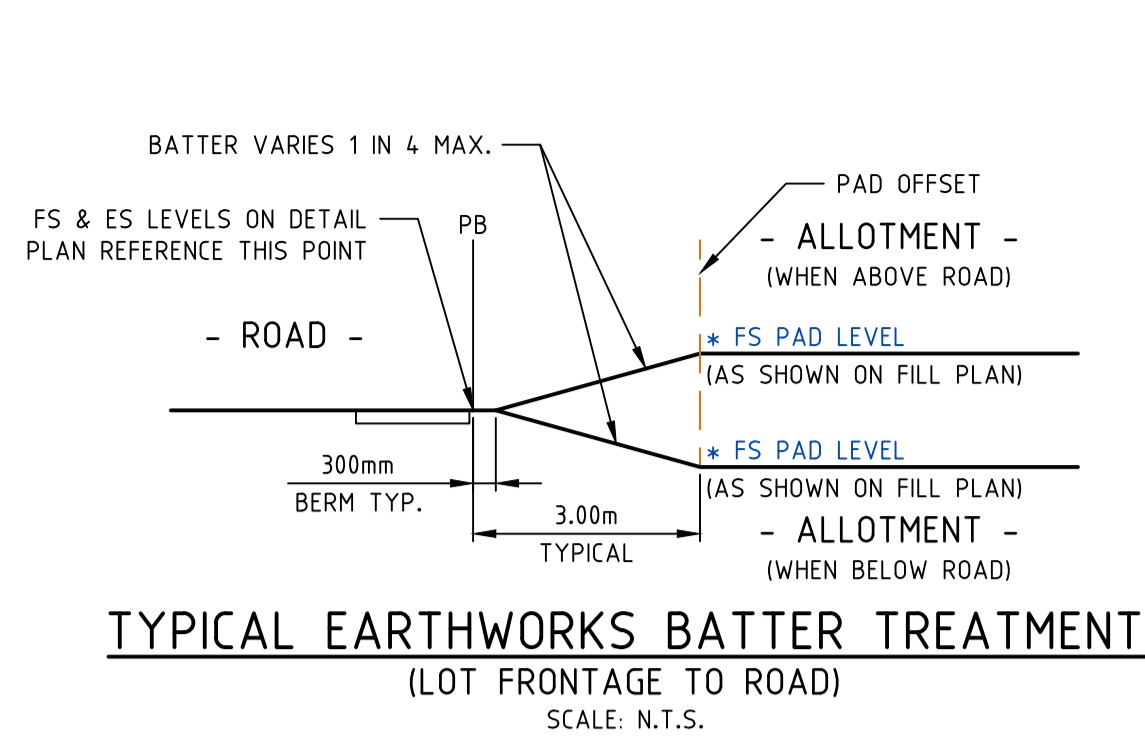 BATTER VARIES 1 IN 4 MAX.
PAD OFFSET
FS & ES LEVELS ON DETAIL
PLAN REFERENCE THIS POINT
PB
- ALLOTMENT -
(WHEN ABOVE ROAD)
- ROAD -
* FS PAD LEVEL
(AS SHOWN ON FILL PLAN)
* FS PAD LEVEL
(AS SHOWN ON FILL PLAN)
300mm
BERM TYP.
3.00m
TYPICAL
- ALLOTMENT -
(WHEN BELOW ROAD)
TYPICAL EARTHWORKS BATTER TREATMENT
(LOT FRONTAGE TO ROAD)
SCALE: N.T.S.